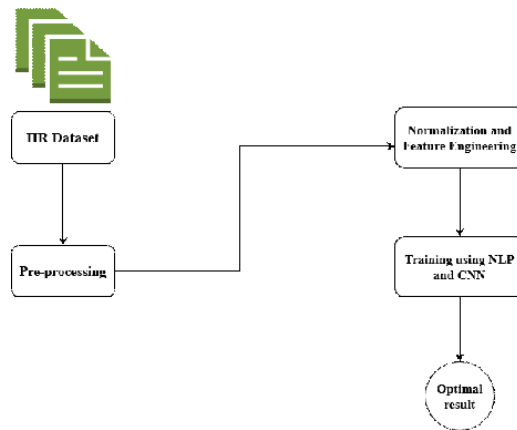 HR Dataset
Pre-processing
Normalization and
Feature Engineering
Training using NLP
and CNN
Optimal
result